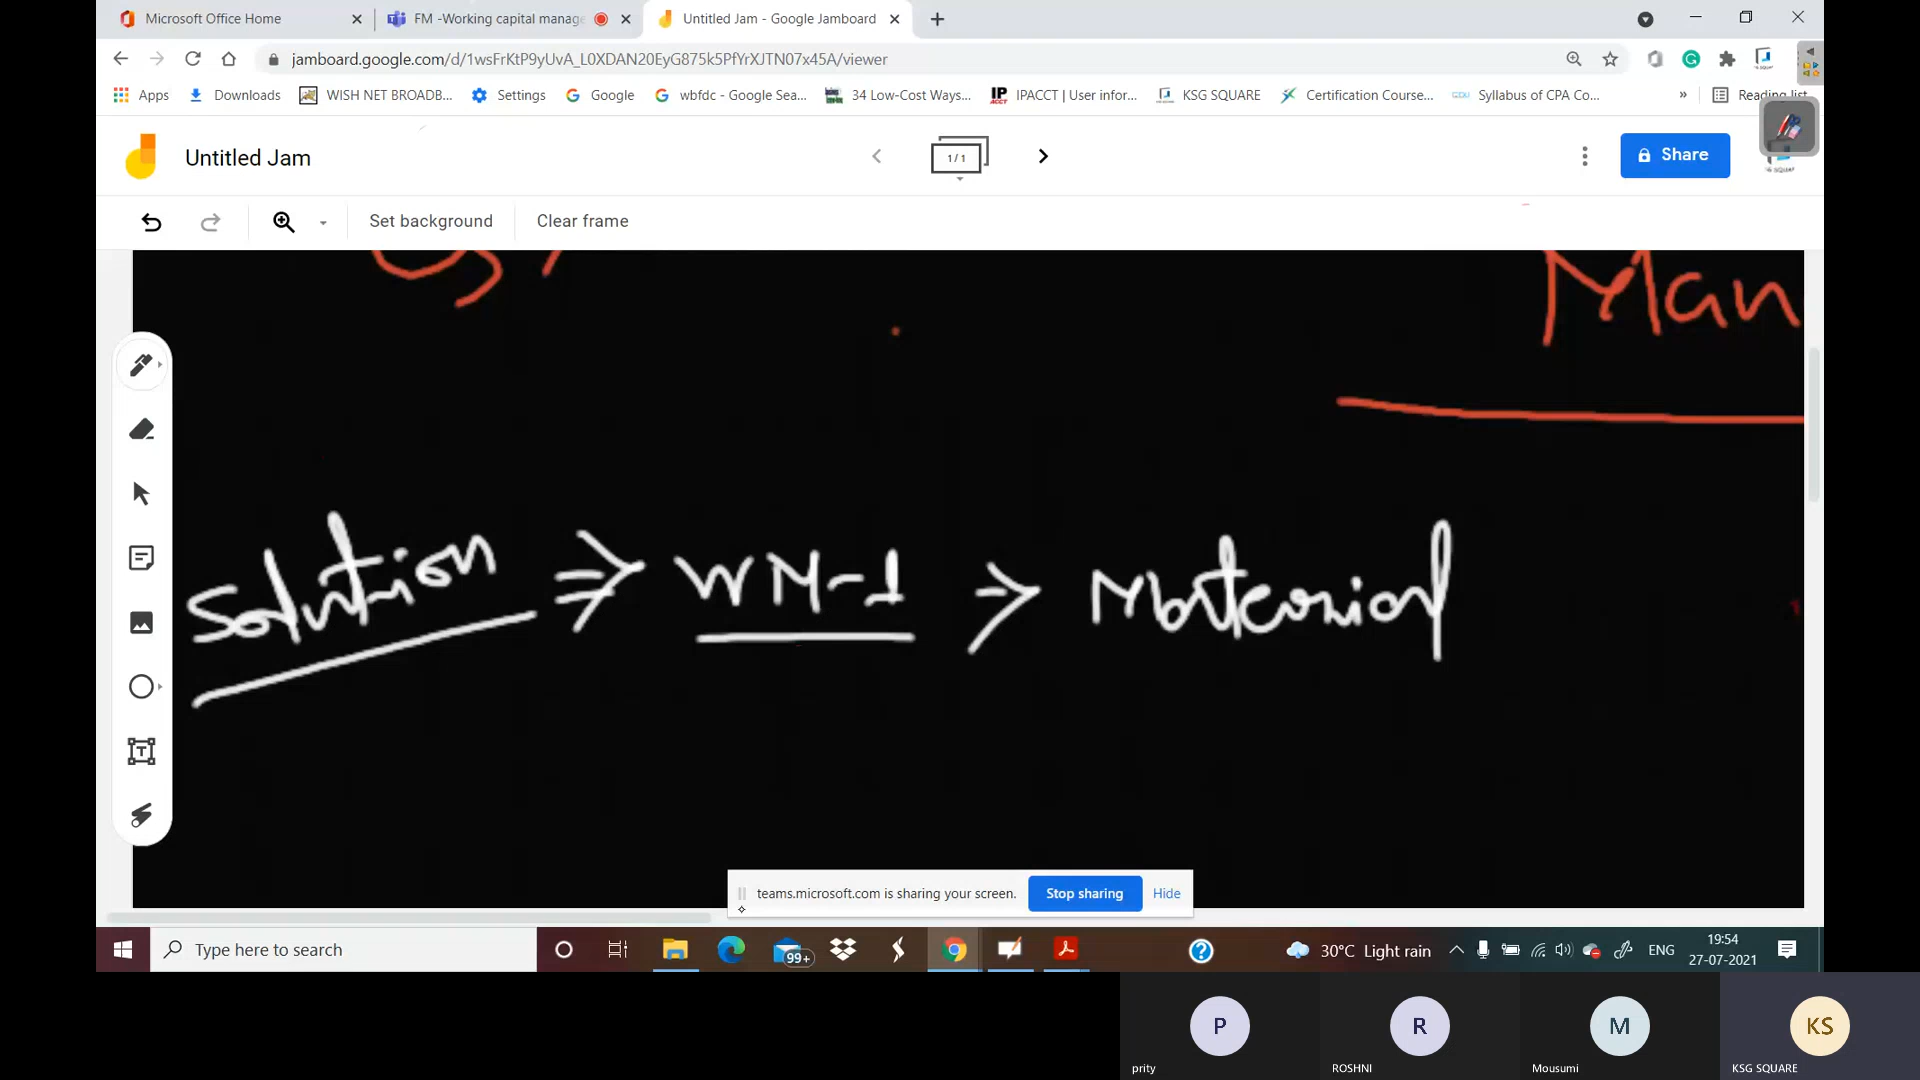 Microsoft Office Home
FM -Working capital manage
Untitled Jam - Google Jamboard
jamboard.google.com/d/1wsFrKtP9yUvA_L0XDAN20EyG875k5PfYrXJTN07x45A/viewer
Apps Downloads WISH NET BROADB... Settings Google wbfdc - Google Sea... 34 Low-Cost Ways... IPACCT | User infor... KSG SQUARE Certification Course... Syllabus of CPA Co... » Reading list
Untitled Jam
1 / 1
Share
Set background Clear frame
Man
Solution ⇒ WN-1 > Material
teams.microsoft.com is sharing your screen. Stop sharing Hide
Type here to search
99+
30°C Light rain
ENG
19:54
27-07-2021
P R M KS
prity ROSHNI Mousumi KSG SQUARE